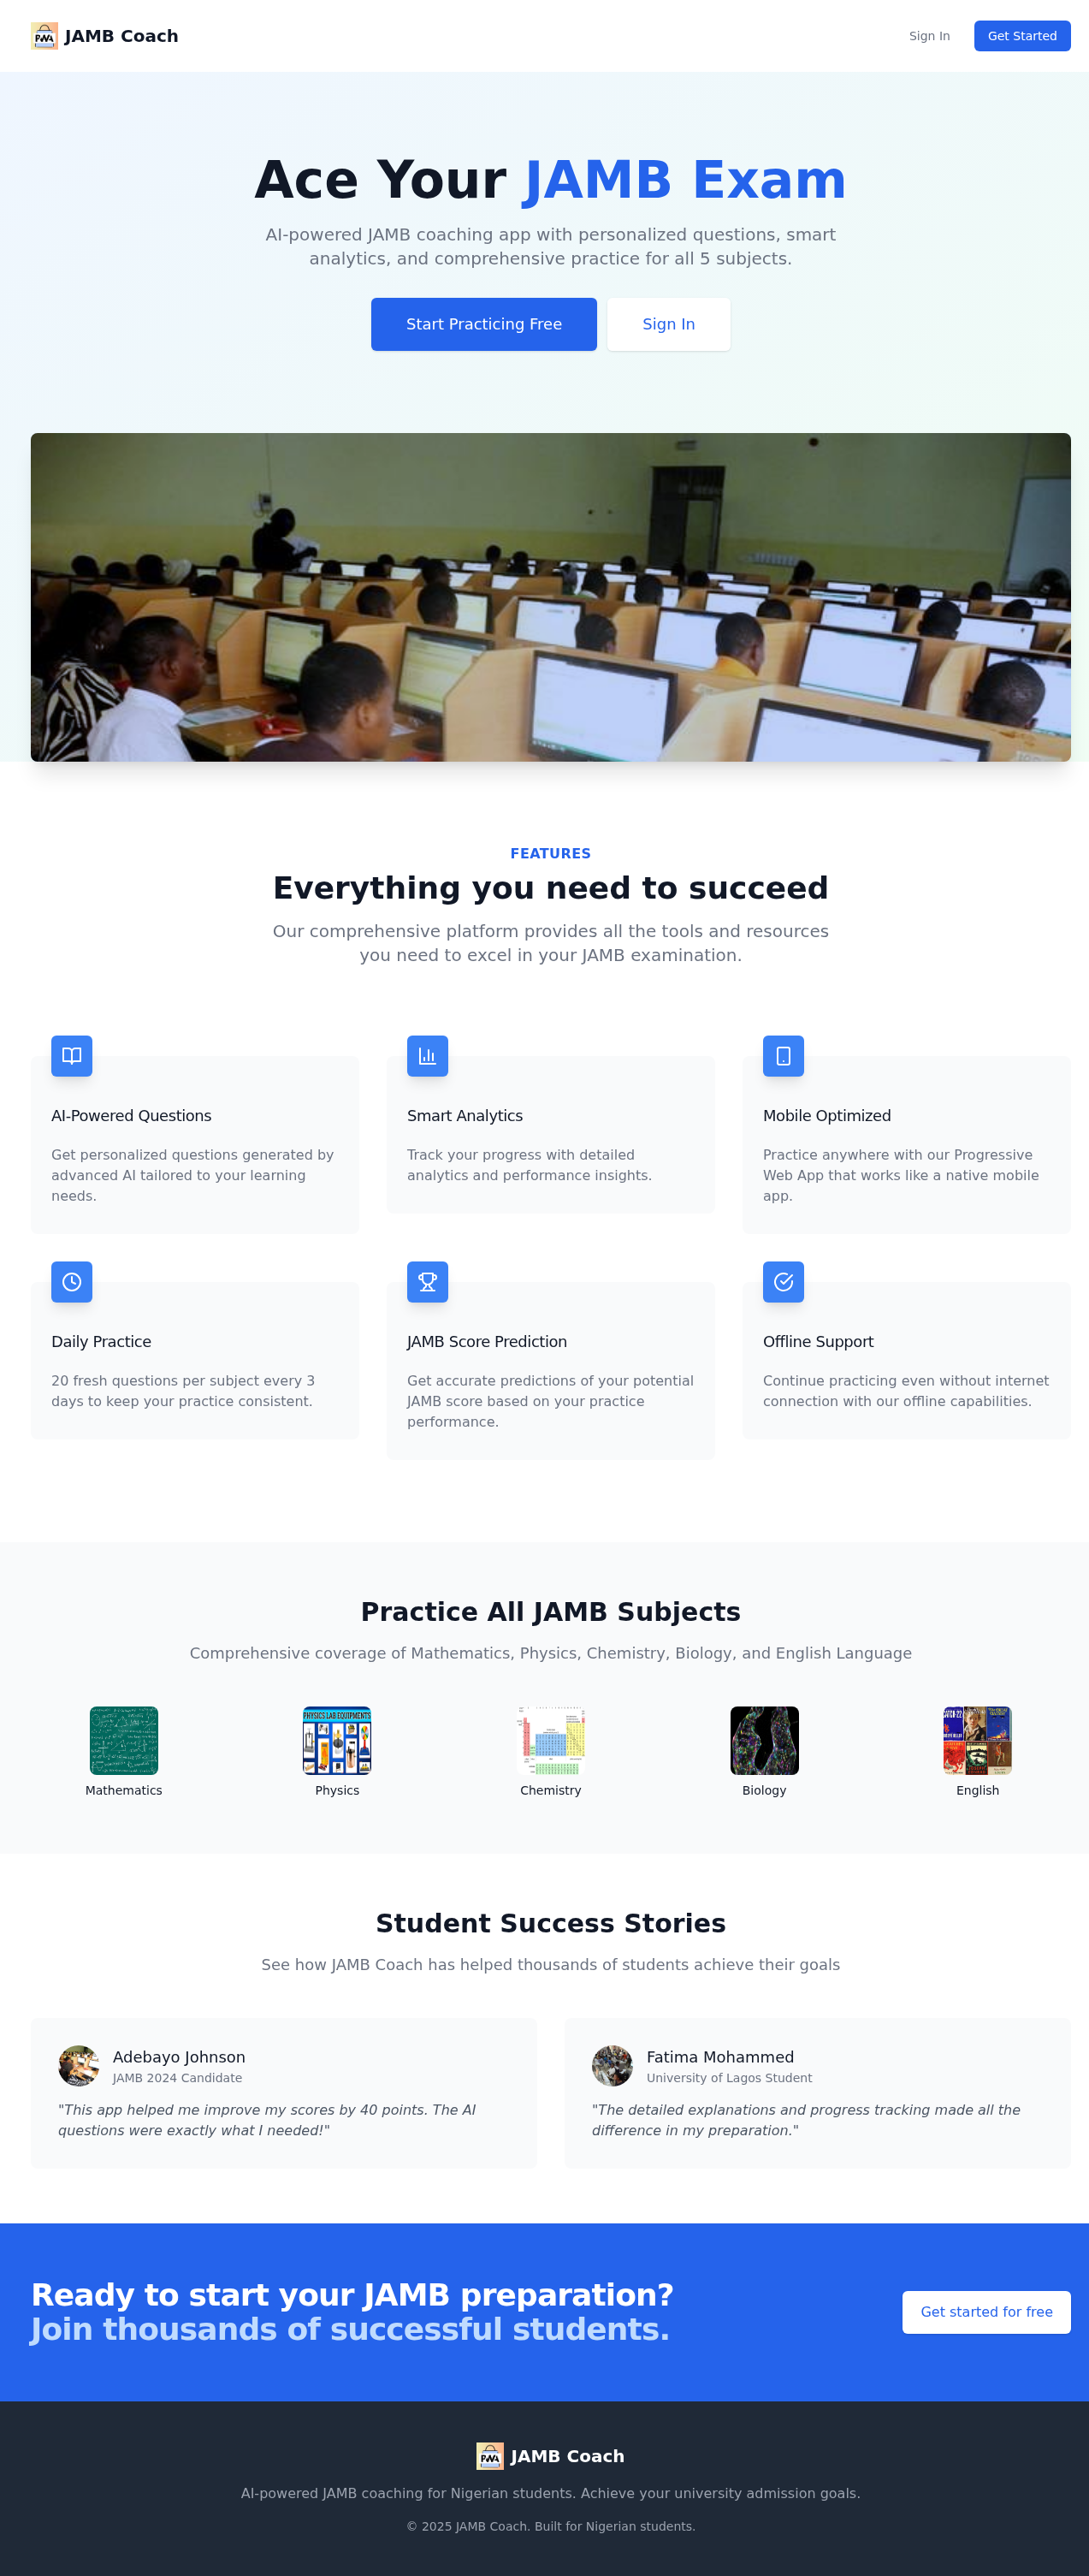 PWA JAMB Coach
Sign In
Get Started
Ace Your JAMB Exam
AI-powered JAMB coaching app with personalized questions, smart
analytics, and comprehensive practice for all 5 subjects.
Start Practicing Free
Sign In
FEATURES
Everything you need to succeed
Our comprehensive platform provides all the tools and resources
you need to excel in your JAMB examination.
AI-Powered Questions
Get personalized questions generated by
advanced AI tailored to your learning
needs.
Smart Analytics
Track your progress with detailed
analytics and performance insights.
Mobile Optimized
Practice anywhere with our Progressive
Web App that works like a native mobile
app.
Daily Practice
20 fresh questions per subject every 3
days to keep your practice consistent.
JAMB Score Prediction
Get accurate predictions of your potential
JAMB score based on your practice
performance.
Offline Support
Continue practicing even without internet
connection with our offline capabilities.
Practice All JAMB Subjects
Comprehensive coverage of Mathematics, Physics, Chemistry, Biology, and English Language
PHYSICS LAB EQUIPMENTS
Mathematics
Physics
Chemistry
Biology
English
Student Success Stories
See how JAMB Coach has helped thousands of students achieve their goals
Adebayo Johnson
JAMB 2024 Candidate
"This app helped me improve my scores by 40 points. The AI
questions were exactly what I needed!"
Fatima Mohammed
University of Lagos Student
"The detailed explanations and progress tracking made all the
difference in my preparation."
Ready to start your JAMB preparation?
Join thousands of successful students.
Get started for free
PWA JAMB Coach
AI-powered JAMB coaching for Nigerian students. Achieve your university admission goals.
© 2025 JAMB Coach. Built for Nigerian students.